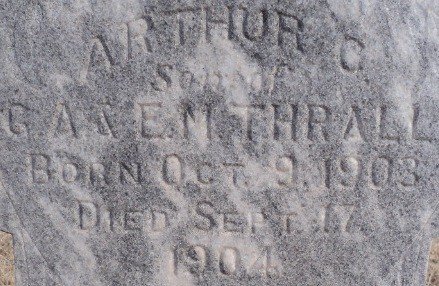 ARTHUR C
Son of
G. A. & E. N. THRALL
BORN OCT. 9, 1903
DIED SEPT. 17,
1904